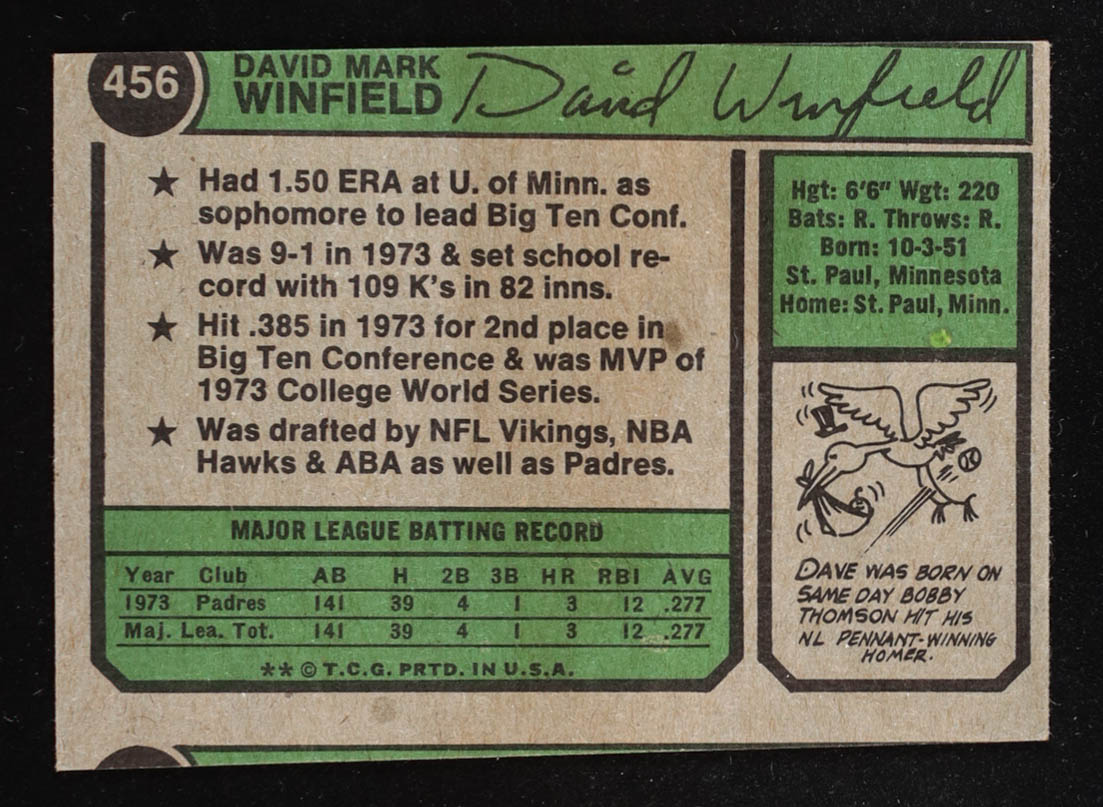 456
DAVID MARK
WINFIELD
David Winfield
★ Had 1.50 ERA at U. of Minn. as
sophomore to lead Big Ten Conf.
★ Was 9-1 in 1973 & set school re-
cord with 109 K's in 82 inns.
★ Hit .385 in 1973 for 2nd place in
Big Ten Conference & was MVP of
1973 College World Series.
★ Was drafted by NFL Vikings, NBA
Hawks & ABA as well as Padres.
MAJOR LEAGUE BATTING RECORD
Year Club AB H 2B 3B HR RBI AVG
1973 Padres 141 39 4 1 3 12 .277
Maj. Lea. Tot. 141 39 4 1 3 12 .277
** © T.C.G. PRTD. IN U.S.A.
Hgt: 6'6" Wgt: 220
Bats: R. Throws: R.
Born: 10-3-51
St. Paul, Minnesota
Home: St. Paul, Minn.
DAVE WAS BORN ON
SAME DAY BOBBY
THOMSON HIT HIS
NL PENNANT-WINNING
HOMER.